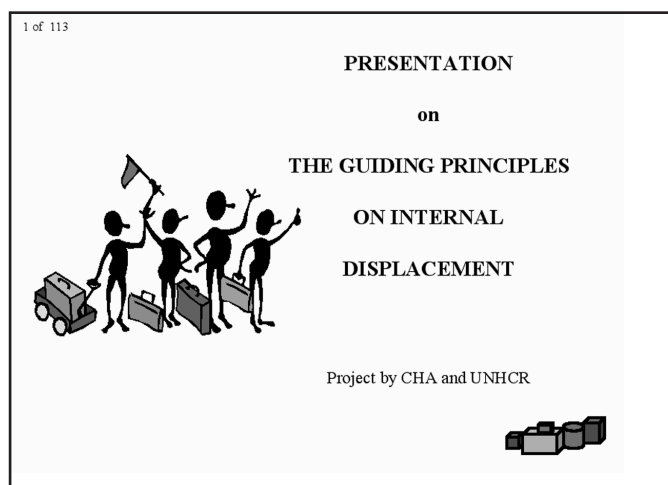 1 of 113
PRESENTATION
on
THE GUIDING PRINCIPLES
ON INTERNAL
DISPLACEMENT
Project by CHA and UNHCR